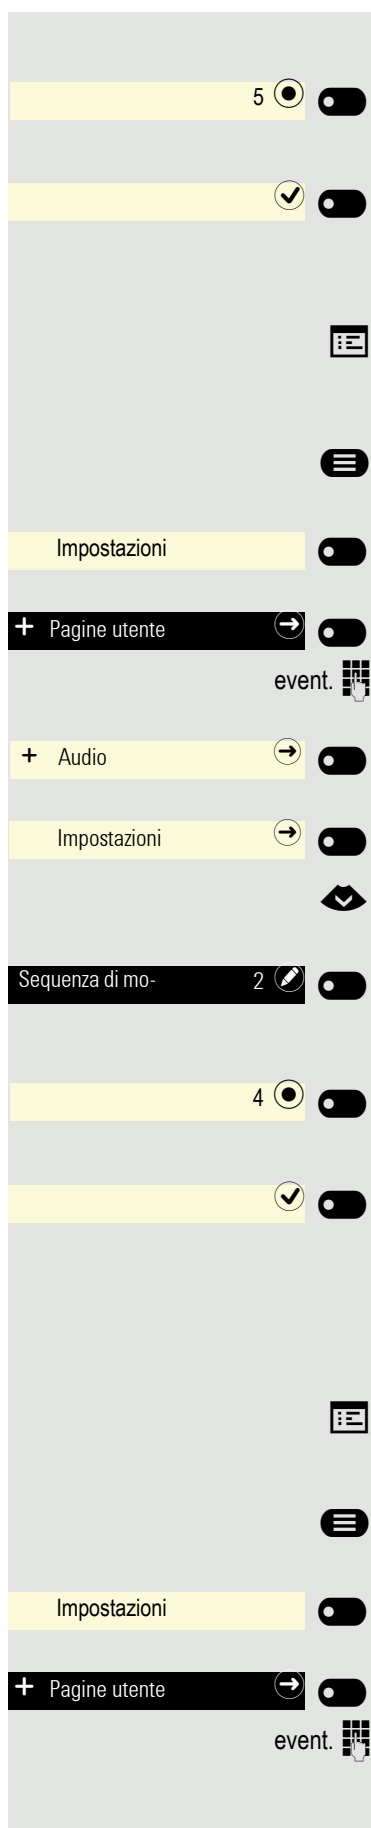 5
Impostazioni
+ Pagine utente
event.
+ Audio
Impostazioni
Sequenza di mo- 2
4
Impostazioni
+ Pagine utente
event.